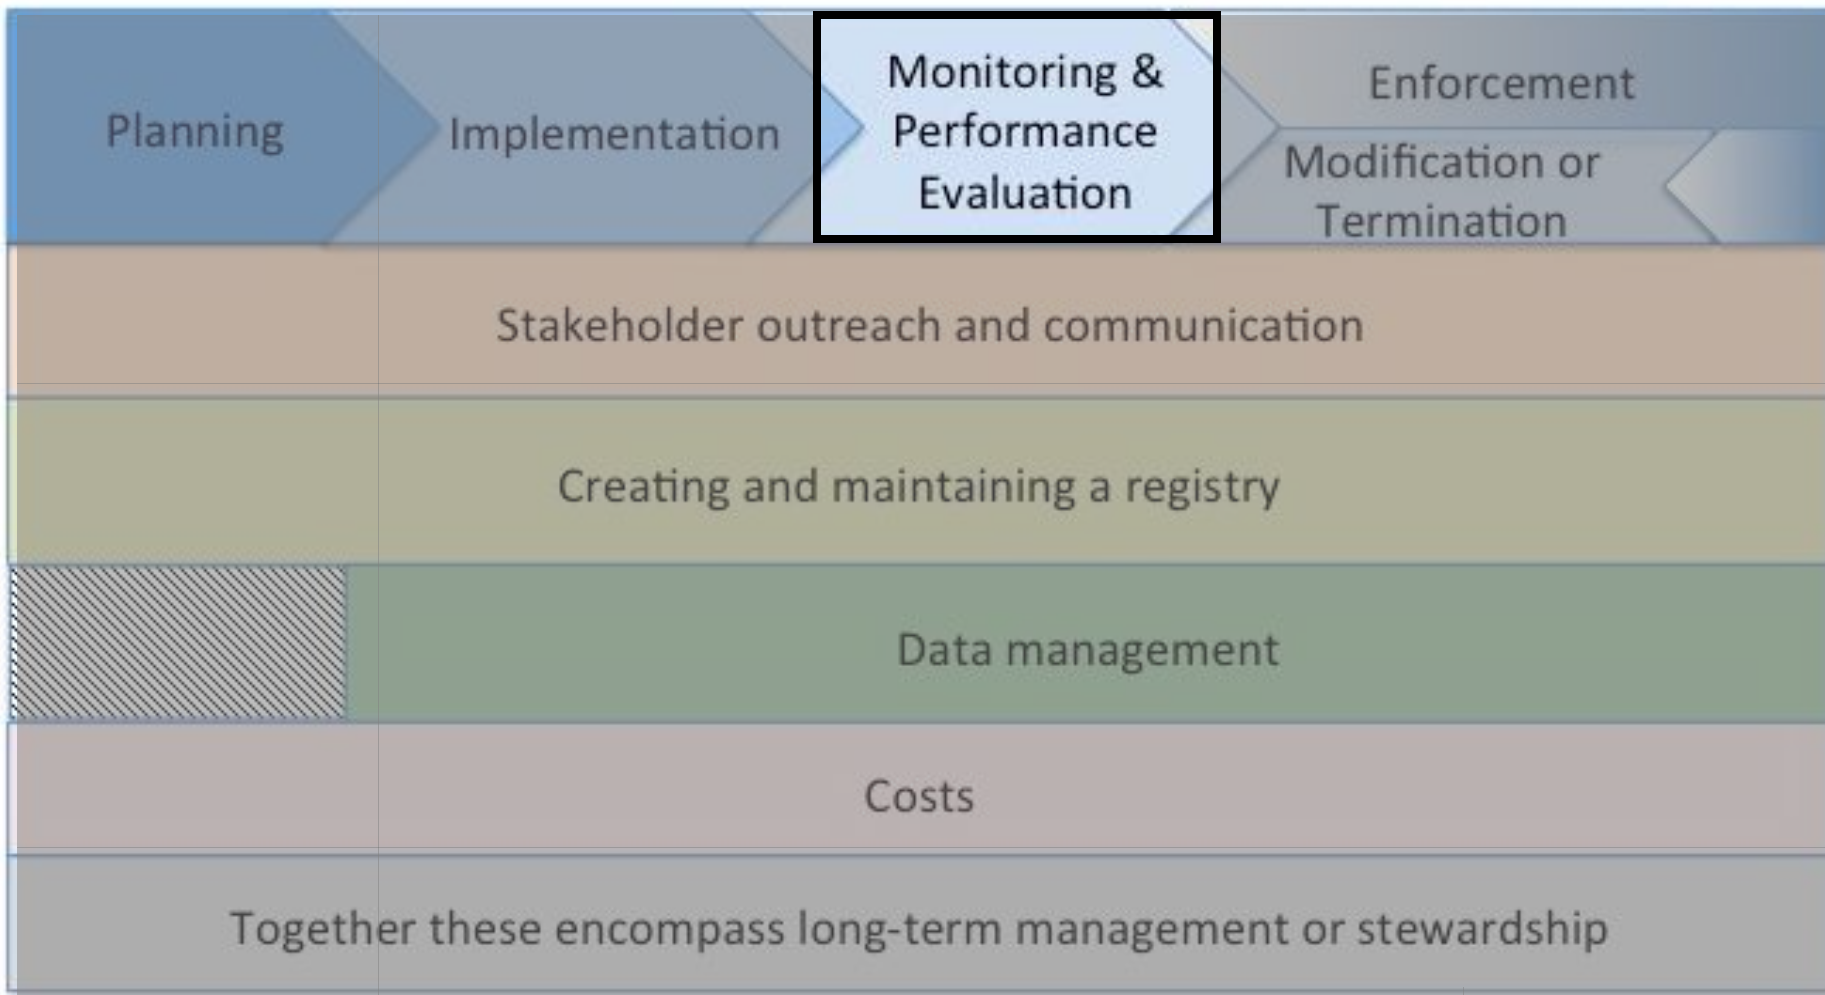 Planning
Implementation
Monitoring &
Performance
Evaluation
Enforcement
Modification or
Termination
Stakeholder outreach and communication
Creating and maintaining a registry
Data management
Costs
Together these encompass long-term management or stewardship